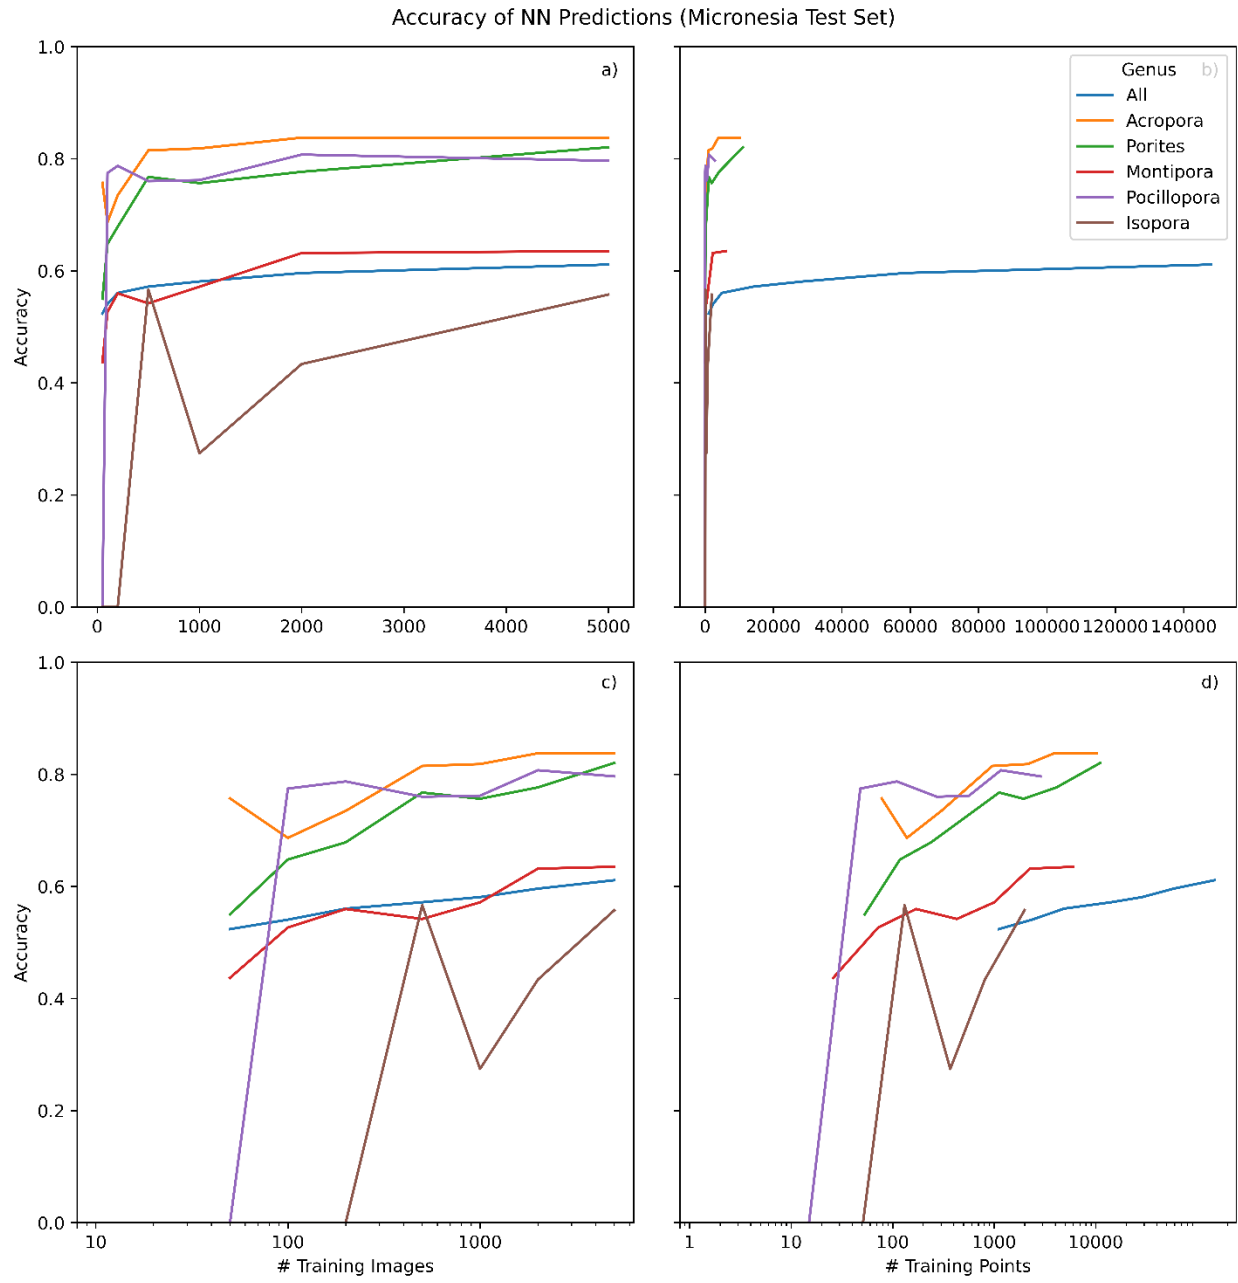 Accuracy of NN Predictions (Micronesia Test Set)
1.0
0.8
0.6
0.4
0.2
0.0
Accuracy
a)
0 1000 2000 3000 4000 5000
b)
Genus
All
Acropora
Porites
Montipora
Pocillopora
Isopora
0 20000 40000 60000 80000 100000 120000 140000
1.0
0.8
0.6
0.4
0.2
0.0
Accuracy
c)
10 100 1000
# Training Images
d)
1 10 100 1000 10000
# Training Points